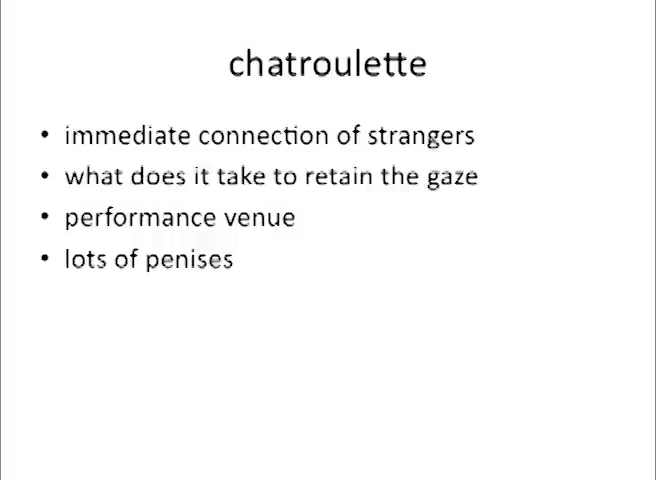 chatroulette
• immediate connection of strangers
• what does it take to retain the gaze
• performance venue
• lots of penises